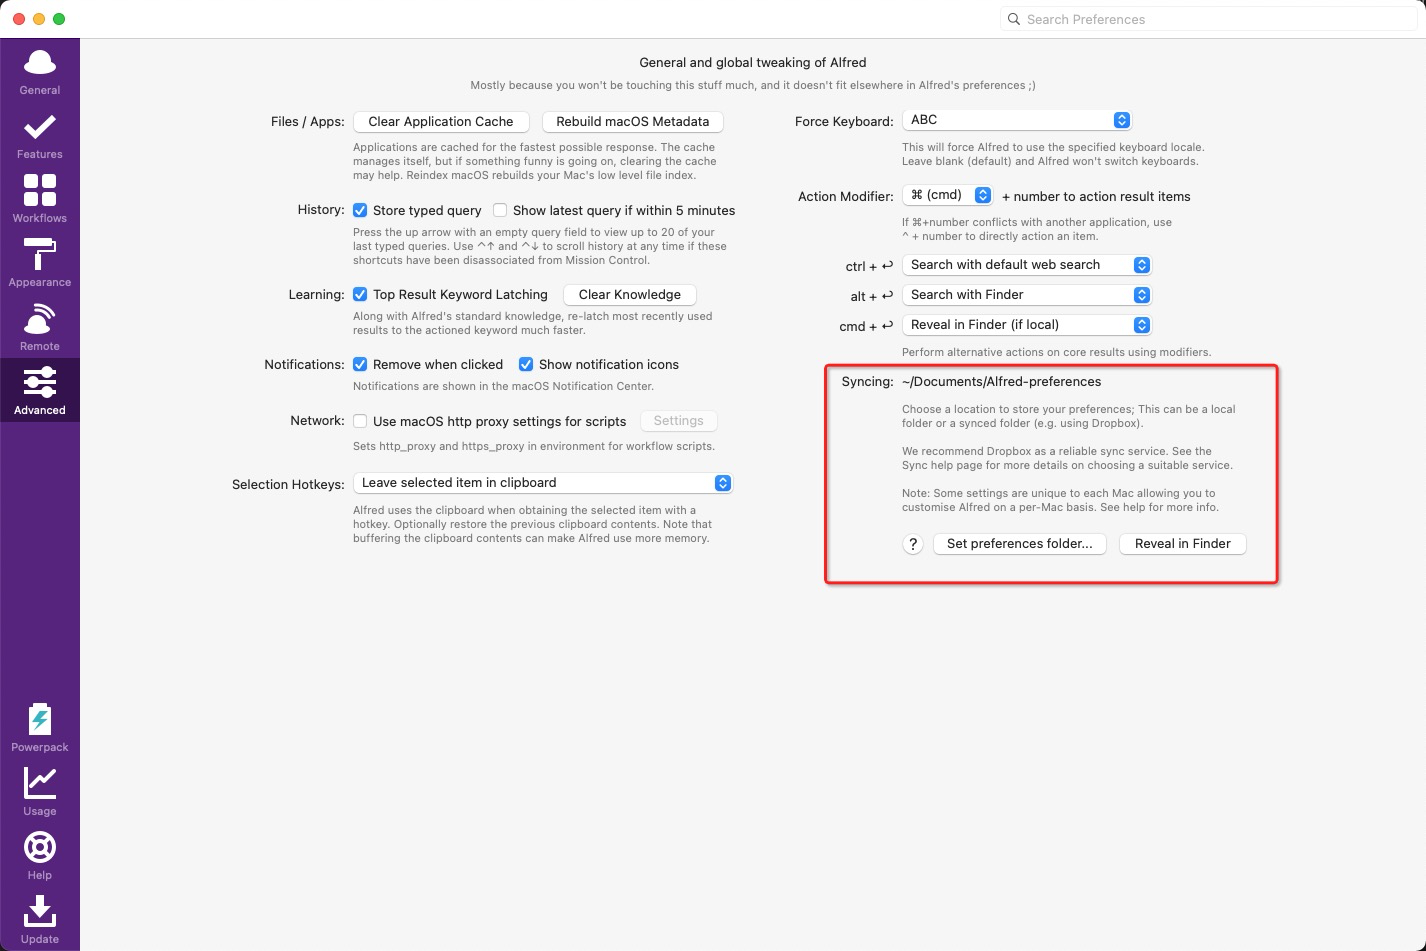 Search Preferences
General
Features
Workflows
Appearance
Remote
Advanced
Powerpack
Usage
Help
Update
General and global tweaking of Alfred
Mostly because you won't be touching this stuff much, and it doesn't fit elsewhere in Alfred's preferences ;)
Files / Apps: Clear Application Cache Rebuild macOS Metadata
Applications are cached for the fastest possible response. The cache
manages itself, but if something funny is going on, clearing the cache
may help. Reindex macOS rebuilds your Mac's low level file index.
History: Store typed query Show latest query if within 5 minutes
Press the up arrow with an empty query field to view up to 20 of your
last typed queries. Use ^↑ and ^↓ to scroll history at any time if these
shortcuts have been disassociated from Mission Control.
Learning: Top Result Keyword Latching Clear Knowledge
Along with Alfred's standard knowledge, re-latch most recently used
results to the actioned keyword much faster.
Notifications: Remove when clicked Show notification icons
Notifications are shown in the macOS Notification Center.
Network: Use macOS http proxy settings for scripts Settings
Sets http_proxy and https_proxy in environment for workflow scripts.
Selection Hotkeys: Leave selected item in clipboard
Alfred uses the clipboard when obtaining the selected item with a
hotkey. Optionally restore the previous clipboard contents. Note that
buffering the clipboard contents can make Alfred use more memory.
Force Keyboard: ABC
This will force Alfred to use the specified keyboard locale.
Leave blank (default) and Alfred won't switch keyboards.
Action Modifier: ⌘ (cmd) + number to action result items
If ⌘+number conflicts with another application, use
^ + number to directly action an item.
ctrl + ↩ Search with default web search
alt + ↩ Search with Finder
cmd + ↩ Reveal in Finder (if local)
Perform alternative actions on core results using modifiers.
Syncing: ~/Documents/Alfred-preferences
Choose a location to store your preferences; This can be a local
folder or a synced folder (e.g. using Dropbox).
We recommend Dropbox as a reliable sync service. See the
Sync help page for more details on choosing a suitable service.
Note: Some settings are unique to each Mac allowing you to
customise Alfred on a per-Mac basis. See help for more info.
? Set preferences folder... Reveal in Finder